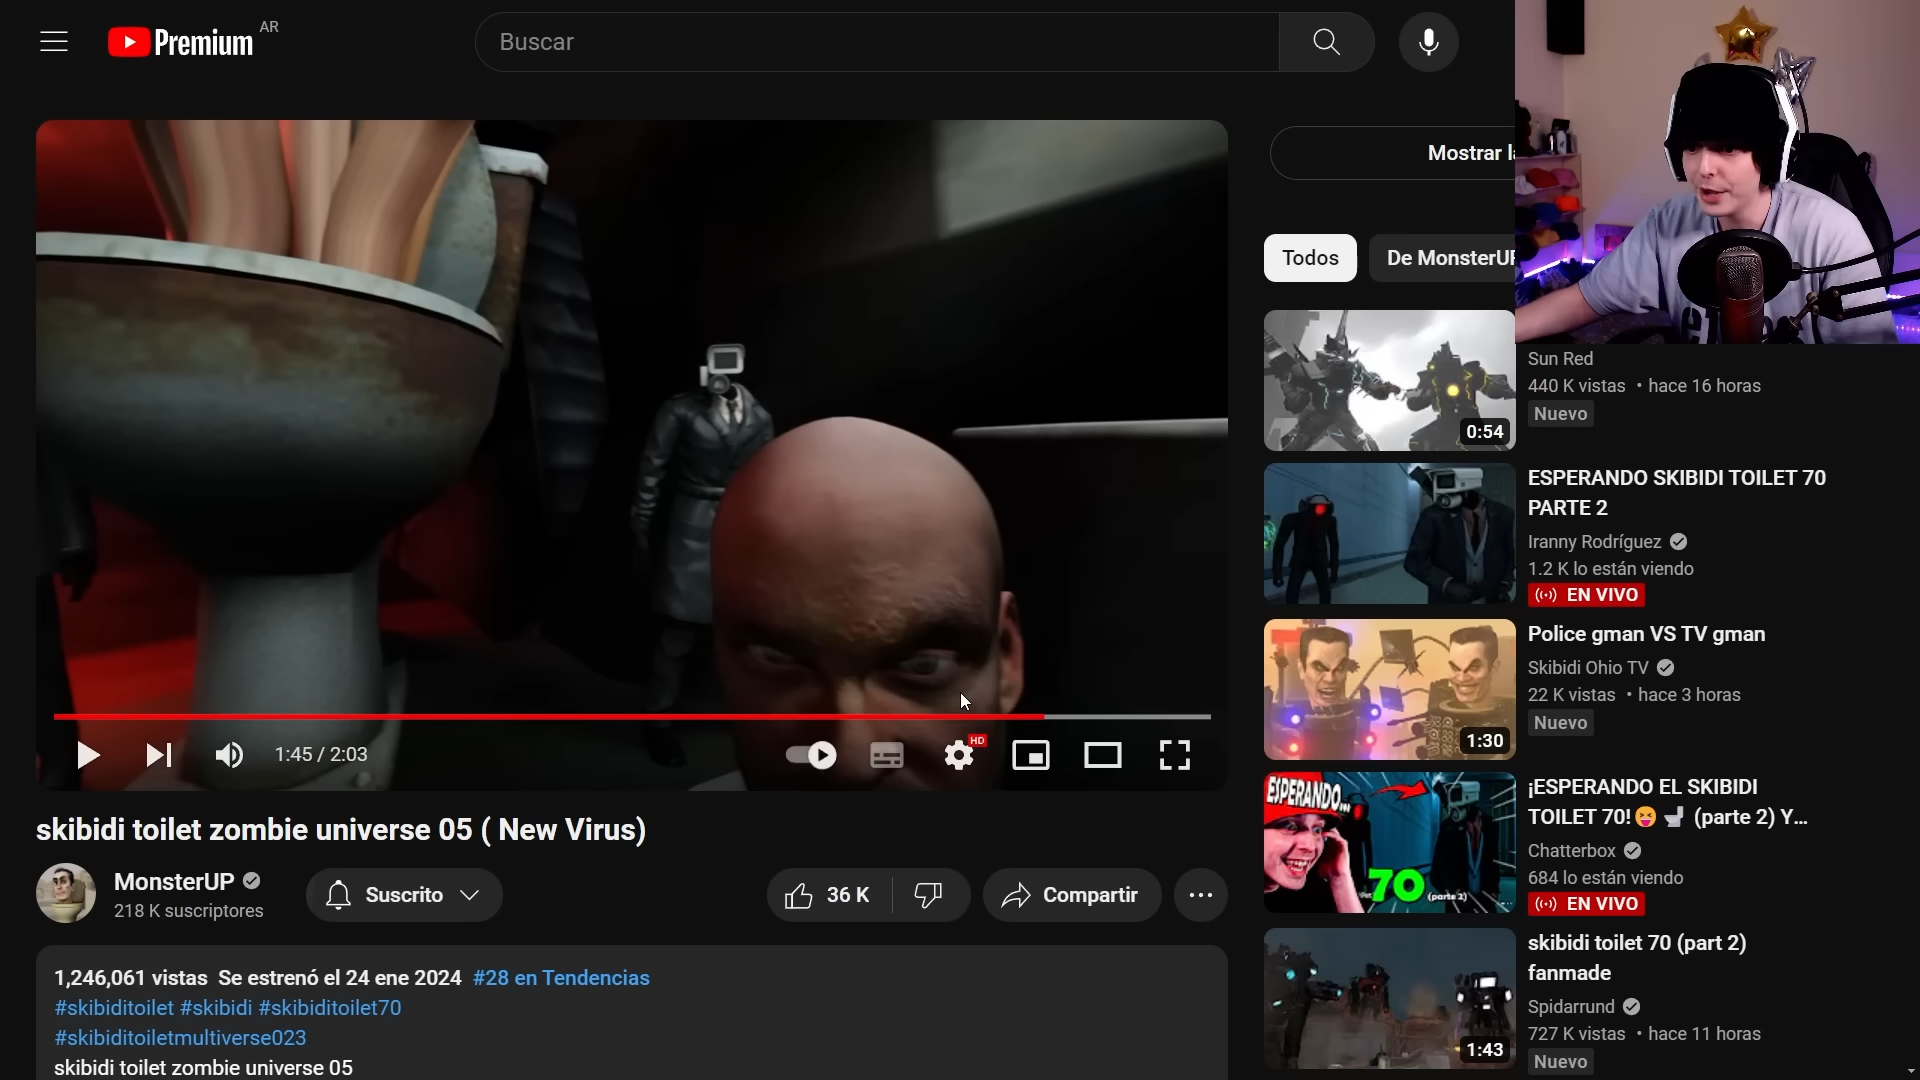 Premium AR
Buscar
Mostrar l
Todos
De MonsterU
0:54
Sun Red
440 K vistas • hace 16 horas
Nuevo
ESPERANDO SKIBIDI TOILET 70
PARTE 2
Iranny Rodríguez
1.2 K lo están viendo
EN VIVO
1:30
Police gman VS TV gman
Skibidi Ohio TV
22 K vistas • hace 3 horas
Nuevo
ESPERANDO...
70
(parte 2)
¡ESPERANDO EL SKIBIDI
TOILET 70!😝 🚽 (parte 2) Y...
Chatterbox
684 lo están viendo
EN VIVO
1:43
skibidi toilet 70 (part 2)
fanmade
Spidarrund
727 K vistas • hace 11 horas
Nuevo
1:45 / 2:03
HD
skibidi toilet zombie universe 05 ( New Virus)
MonsterUP
218 K suscriptores
Suscrito
36 K
Compartir
1,246,061 vistas Se estrenó el 24 ene 2024 #28 en Tendencias
#skibiditoilet #skibidi #skibiditoilet70
#skibiditoiletmultiverse023
skibidi toilet zombie universe 05